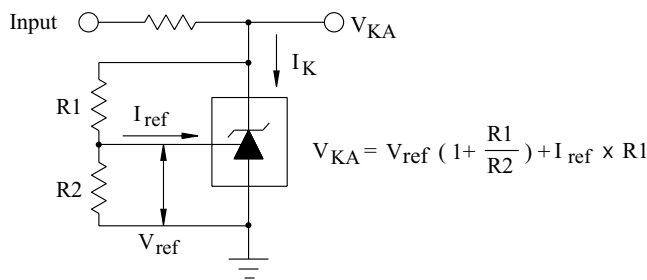 Input
V_KA
I_K
R1
I_ref
R2
V_ref
V_KA = V_ref ( 1+ R1/R2 ) + I_ref x R1